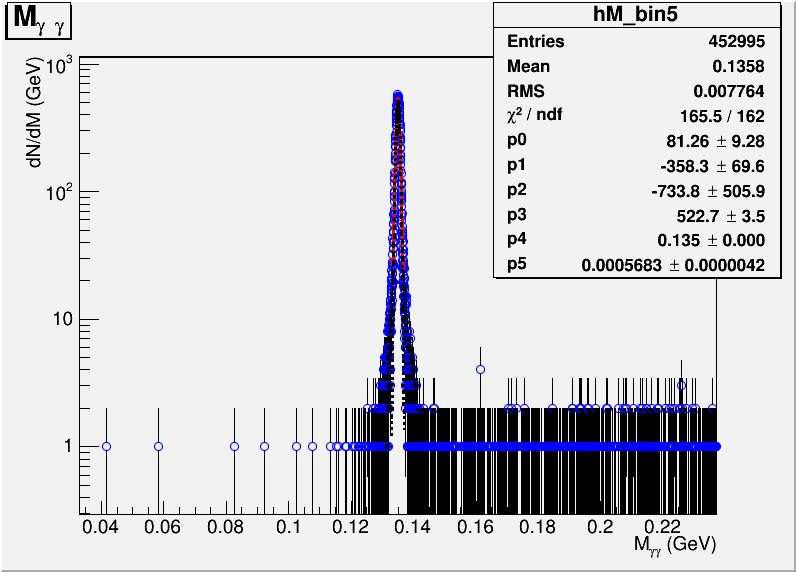 M γ γ
hM_bin5
Entries 452995
Mean 0.1358
RMS 0.007764
χ² / ndf 165.5 / 162
p0 81.26 ± 9.28
p1 -358.3 ± 69.6
p2 -733.8 ± 505.9
p3 522.7 ± 3.5
p4 0.135 ± 0.000
p5 0.0005683 ± 0.0000042
dN/dM (GeV)
10³
10²
10
1
0.04 0.06 0.08 0.1 0.12 0.14 0.16 0.18 0.2 0.22
Mγγ (GeV)